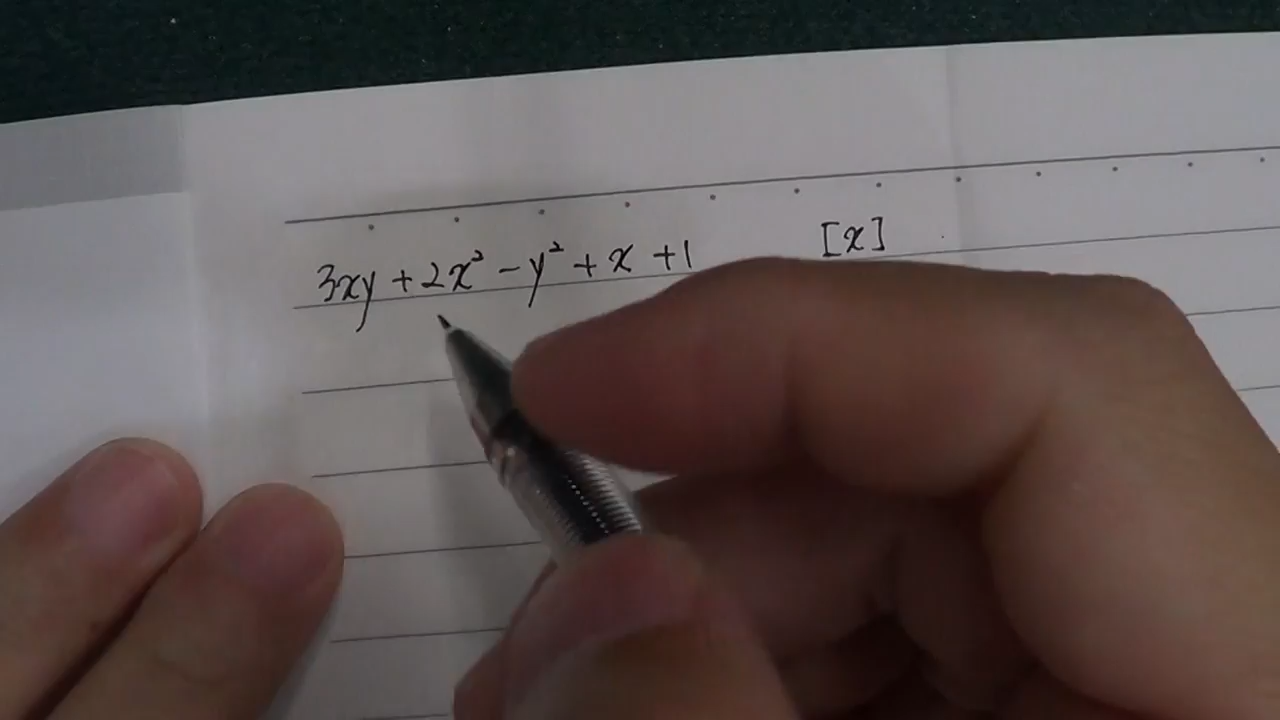 3xy + 2x² - y² + x + 1 [x]